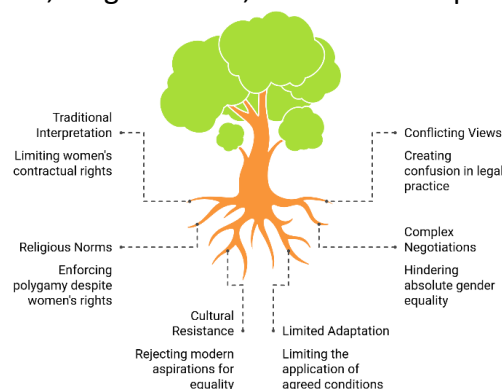 Traditional
Interpretation
Limiting women's
contractual rights
Religious Norms
Enforcing
polygamy despite
women's rights
Cultural
Resistance
Rejecting modern
aspirations for
equality
Limited Adaptation
Limiting the
application of
agreed conditions
Conflicting Views
Creating
confusion in legal
practice
Complex
Negotiations
Hindering
absolute gender
equality